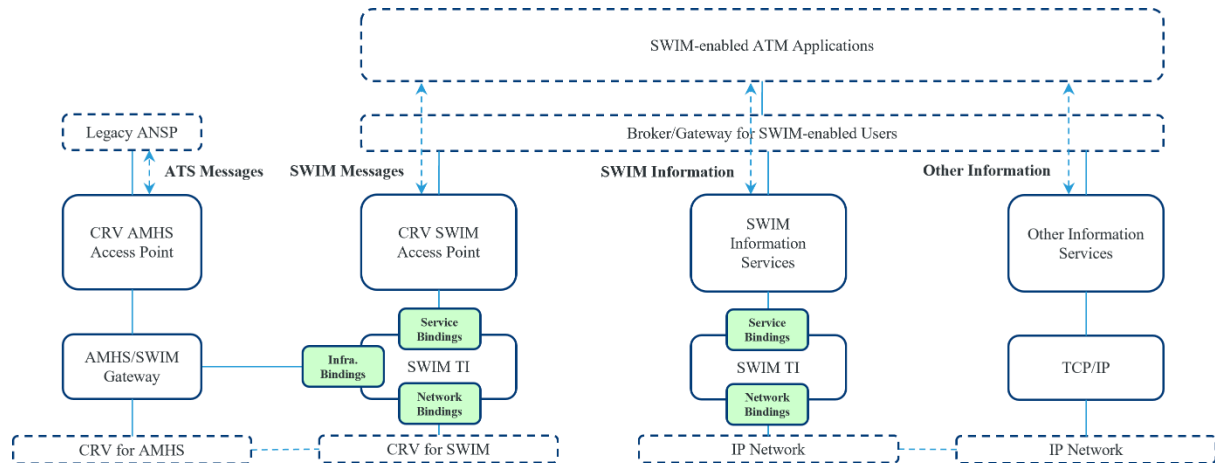 SWIM-enabled ATM Applications
Legacy ANSP
Broker/Gateway for SWIM-enabled Users
ATS Messages
SWIM Messages
SWIM Information
Other Information
CRV AMHS
Access Point
CRV SWIM
Access Point
SWIM
Information
Services
Other Information
Services
Service
Bindings
Service
Bindings
AMHS/SWIM
Gateway
Infra.
Bindings
SWIM TI
SWIM TI
TCP/IP
Network
Bindings
Network
Bindings
CRV for AMHS
CRV for SWIM
IP Network
IP Network